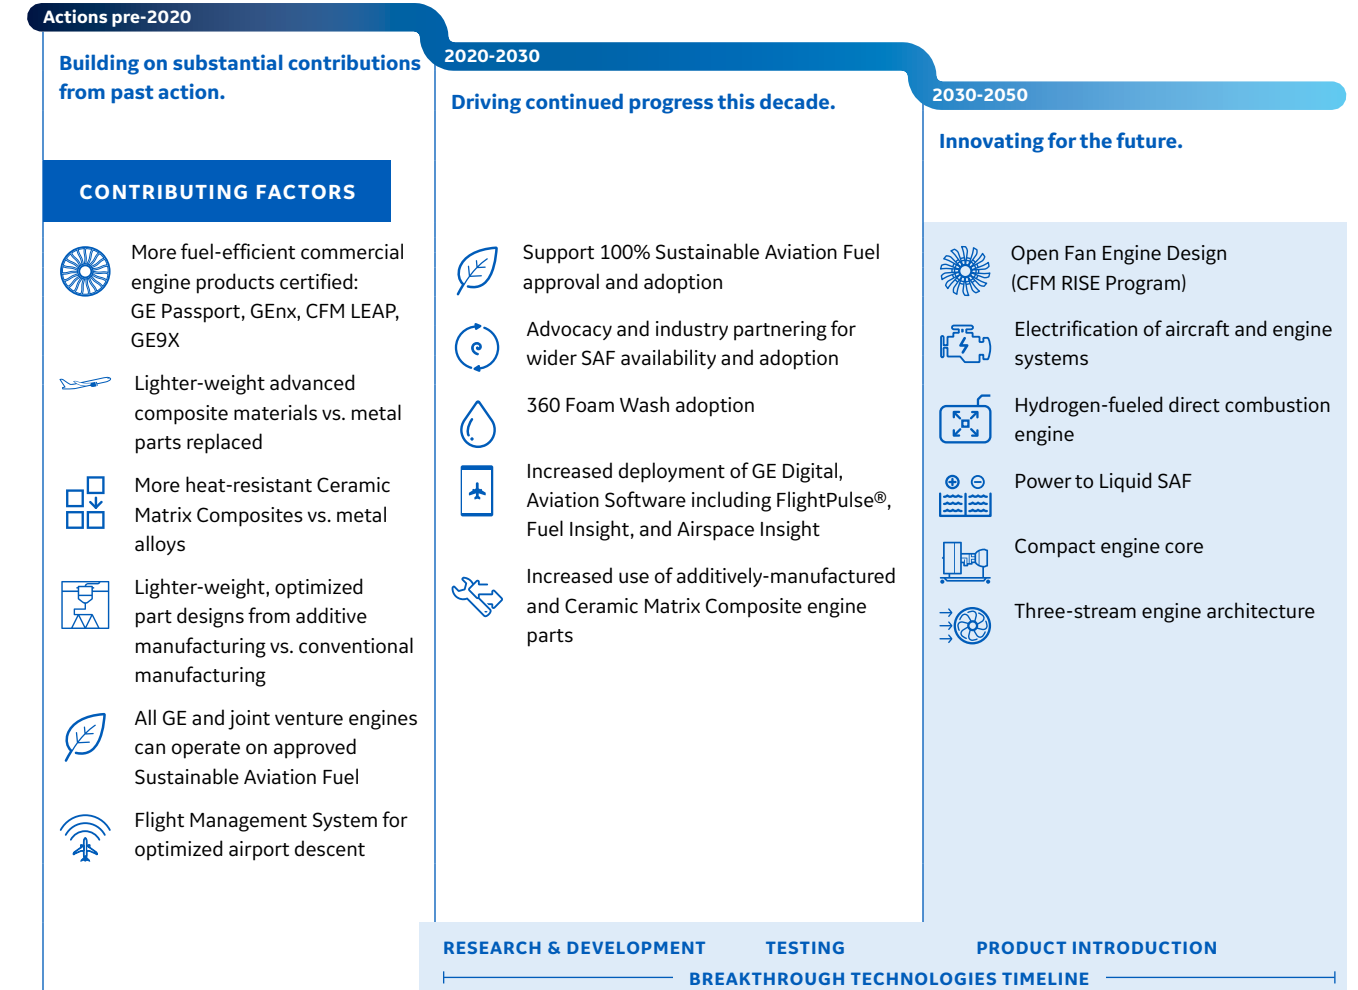 Actions pre-2020
Building on substantial contributions
from past action.
CONTRIBUTING FACTORS
More fuel-efficient commercial
engine products certified:
GE Passport, GEnx, CFM LEAP,
GE9X
Lighter-weight advanced
composite materials vs. metal
parts replaced
More heat-resistant Ceramic
Matrix Composites vs. metal
alloys
Lighter-weight, optimized
part designs from additive
manufacturing vs. conventional
manufacturing
All GE and joint venture engines
can operate on approved
Sustainable Aviation Fuel
Flight Management System for
optimized airport descent
2020-2030
Driving continued progress this decade.
Support 100% Sustainable Aviation Fuel
approval and adoption
Advocacy and industry partnering for
wider SAF availability and adoption
360 Foam Wash adoption
Increased deployment of GE Digital,
Aviation Software including FlightPulse®,
Fuel Insight, and Airspace Insight
Increased use of additively-manufactured
and Ceramic Matrix Composite engine
parts
2030-2050
Innovating for the future.
Open Fan Engine Design
(CFM RISE Program)
Electrification of aircraft and engine
systems
Hydrogen-fueled direct combustion
engine
Power to Liquid SAF
Compact engine core
Three-stream engine architecture
RESEARCH & DEVELOPMENT
TESTING
PRODUCT INTRODUCTION
BREAKTHROUGH TECHNOLOGIES TIMELINE